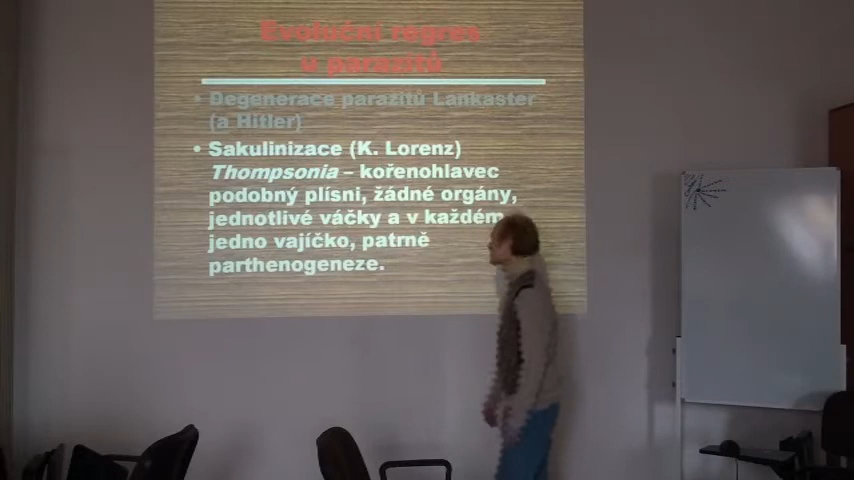 Evoluční regres
u parazitů
• Degenerace parazitů Lankaster
(a Hitler)
• Sakulinizace (K. Lorenz)
Thompsonia – kořenohlavec
podobný plísni, žádné orgány,
jednotlivé váčky a v každém
jedno vajíčko, patrně
parthenogeneze.